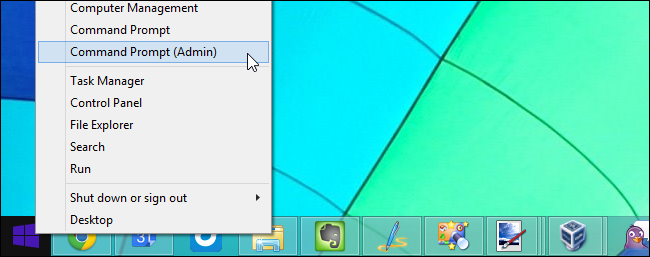 Computer Management
Command Prompt
Command Prompt (Admin)
Task Manager
Control Panel
File Explorer
Search
Run
Shut down or sign out
Desktop
31